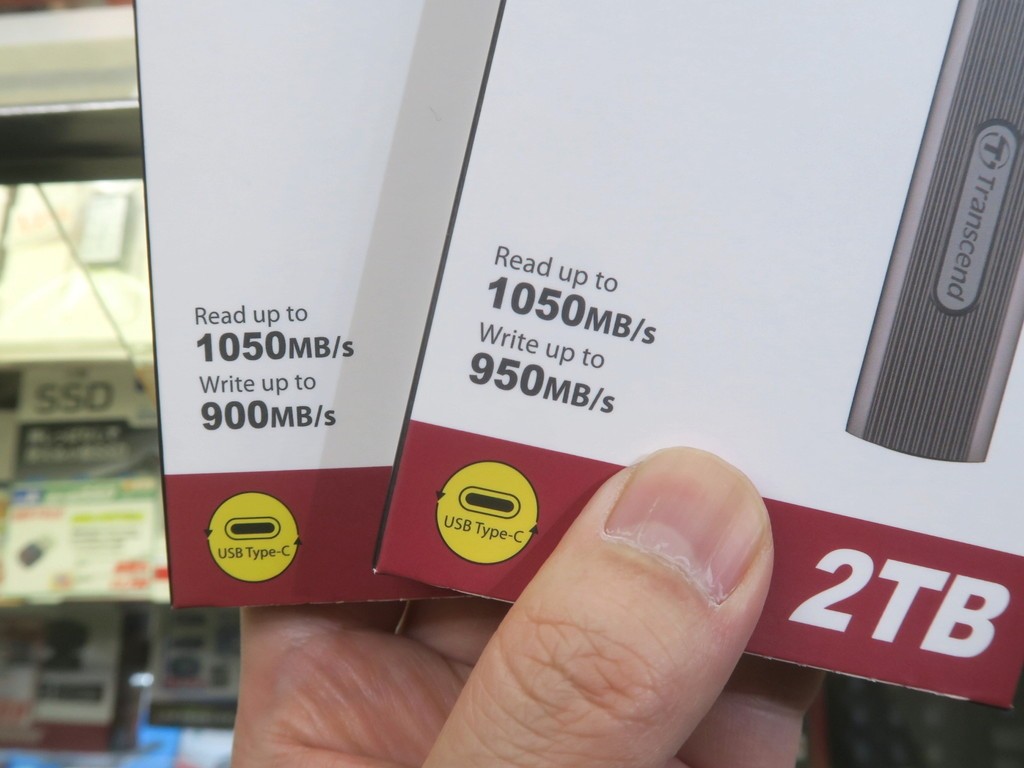 Read up to
1050MB/s
Write up to
900MB/s
USB Type-C
Read up to
1050MB/s
Write up to
950MB/s
USB Type-C
2TB
Transcend
SSD